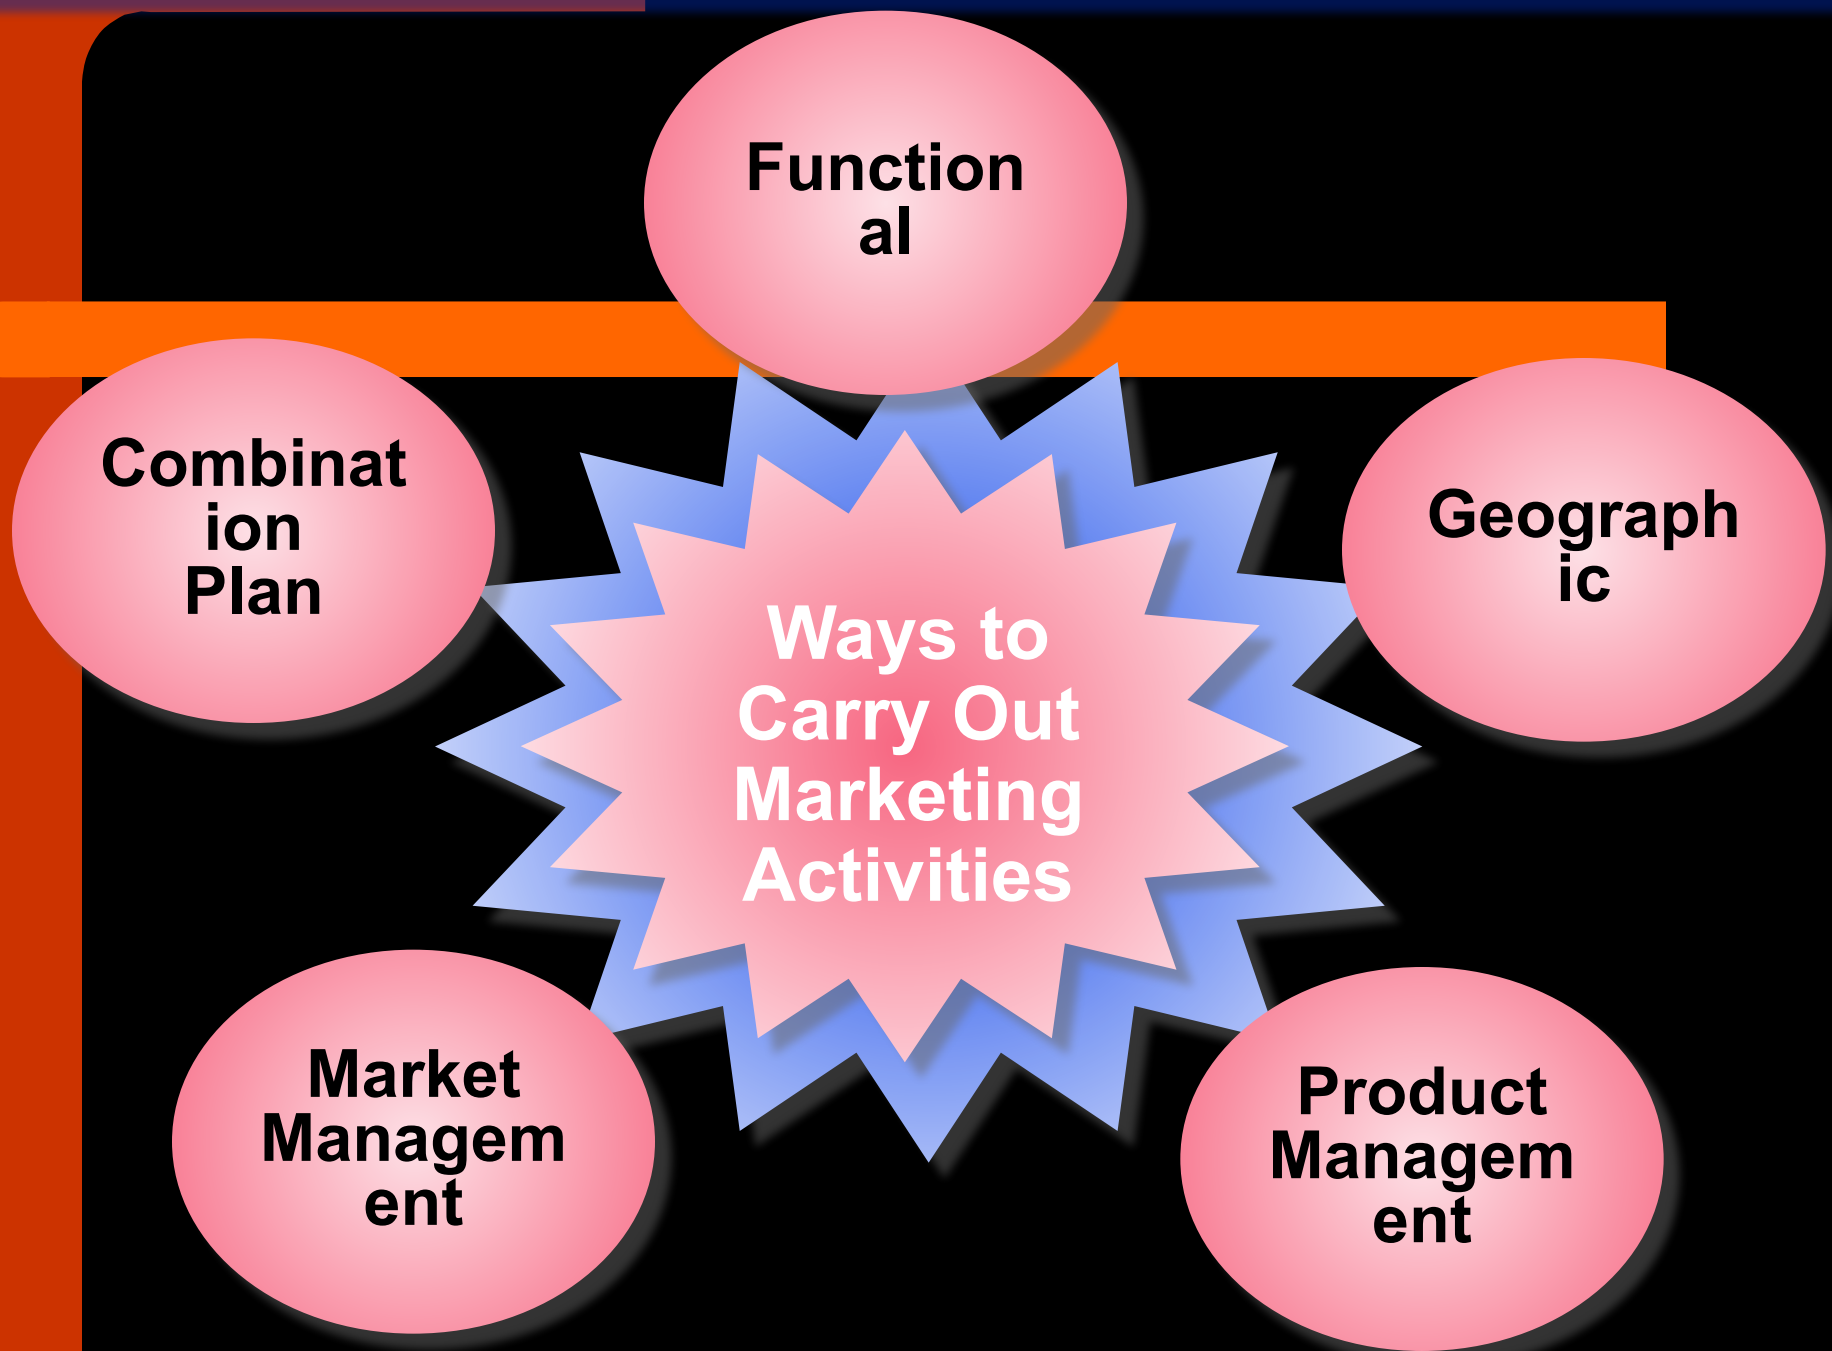 Function
al
Combinat
ion
Plan
Geograph
ic
Ways to
Carry Out
Marketing
Activities
Market
Managem
ent
Product
Managem
ent